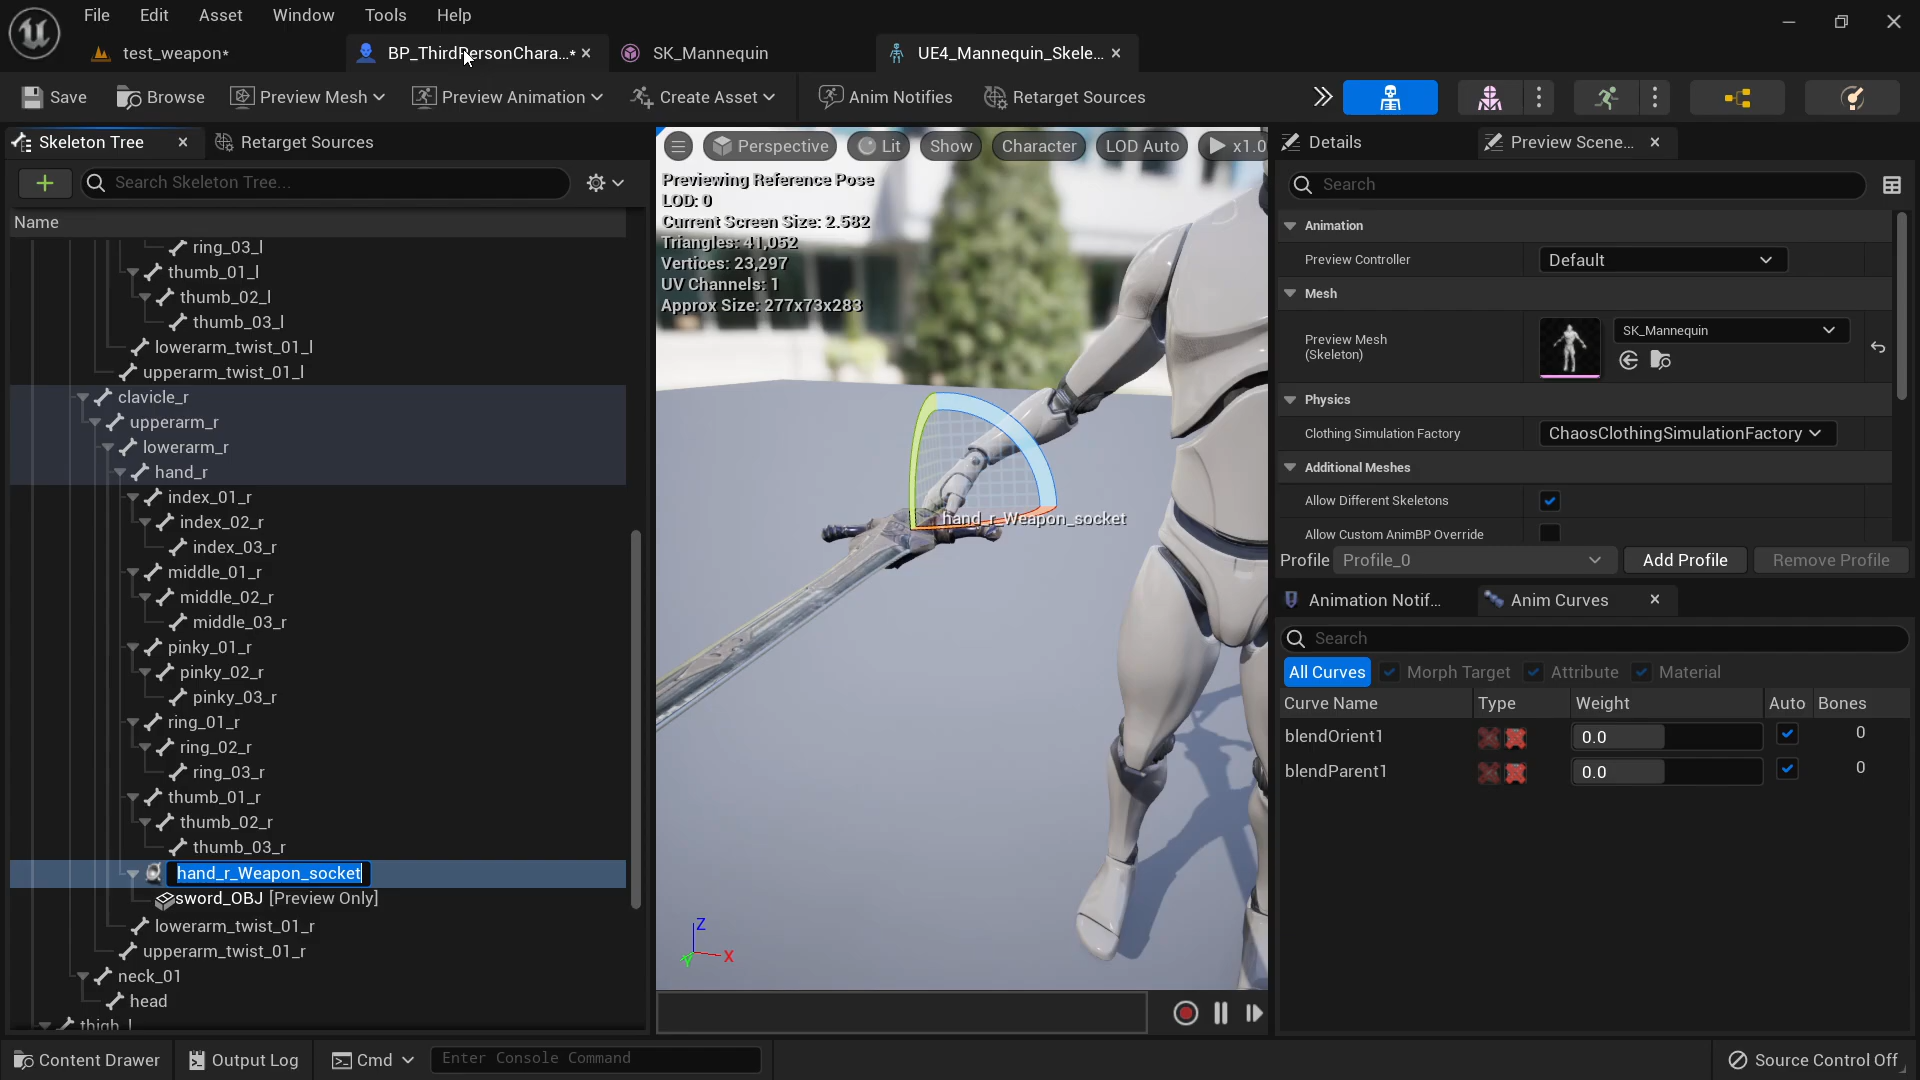 File Edit Asset Window Tools Help
test_weapon*
BP_ThirdPersonChara...*
SK_Mannequin
UE4_Mannequin_Skele...
Save Browse Preview Mesh Preview Animation Create Asset Anim Notifies Retarget Sources
Skeleton Tree
Retarget Sources
Search Skeleton Tree...
Name
ring_03_l
thumb_01_l
thumb_02_l
thumb_03_l
lowerarm_twist_01_l
upperarm_twist_01_l
clavicle_r
upperarm_r
lowerarm_r
hand_r
index_01_r
index_02_r
index_03_r
middle_01_r
middle_02_r
middle_03_r
pinky_01_r
pinky_02_r
pinky_03_r
ring_01_r
ring_02_r
ring_03_r
thumb_01_r
thumb_02_r
thumb_03_r
hand_r_Weapon_socket
sword_OBJ [Preview Only]
lowerarm_twist_01_r
upperarm_twist_01_r
neck_01
head
thigh_l
Perspective Lit Show Character LOD Auto x1.0
Previewing Reference Pose
LOD: 0
Current Screen Size: 2.582
Triangles: 41,052
Vertices: 23,297
UV Channels: 1
Approx Size: 277x73x283
hand_r_Weapon_socket
Z
X
Y
Details
Preview Scene...
Search
Animation
Preview Controller Default
Mesh
Preview Mesh
(Skeleton)
SK_Mannequin
Physics
Clothing Simulation Factory ChaosClothingSimulationFactory
Additional Meshes
Allow Different Skeletons
Allow Custom AnimBP Override
Profile Profile_0 Add Profile Remove Profile
Animation Notif... Anim Curves
Search
All Curves Morph Target Attribute Material
Curve Name Type Weight Auto Bones
blendOrient1 0.0 0
blendParent1 0.0 0
Content Drawer Output Log Cmd Enter Console Command Source Control Off